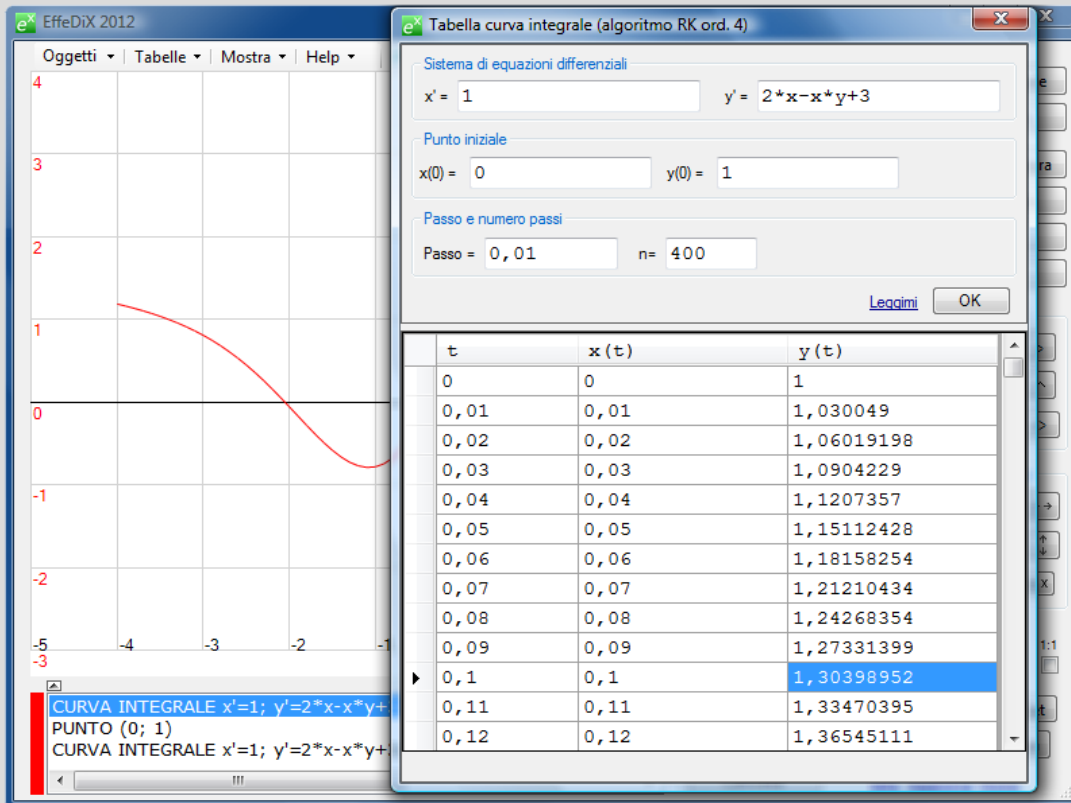 EffeDiX 2012
Oggetti Tabelle Mostra Help
4
3
2
1
0
-1
-2
-5 -4 -3 -2 -1
-3
CURVA INTEGRALE x'=1; y'=2*x-x*y+
PUNTO (0; 1)
CURVA INTEGRALE x'=1; y'=2*x-x*y+
Tabella curva integrale (algoritmo RK ord. 4)
Sistema di equazioni differenziali
x'= 1 y'= 2*x-x*y+3
Punto iniziale
x(0) = 0 y(0) = 1
Passo e numero passi
Passo = 0,01 n= 400
Leggimi OK
t x(t) y(t)
0 0 1
0,01 0,01 1,030049
0,02 0,02 1,06019198
0,03 0,03 1,0904229
0,04 0,04 1,1207357
0,05 0,05 1,15112428
0,06 0,06 1,18158254
0,07 0,07 1,21210434
0,08 0,08 1,24268354
0,09 0,09 1,27331399
0,1 0,1 1,30398952
0,11 0,11 1,33470395
0,12 0,12 1,36545111
e
ra
x
1:1
t